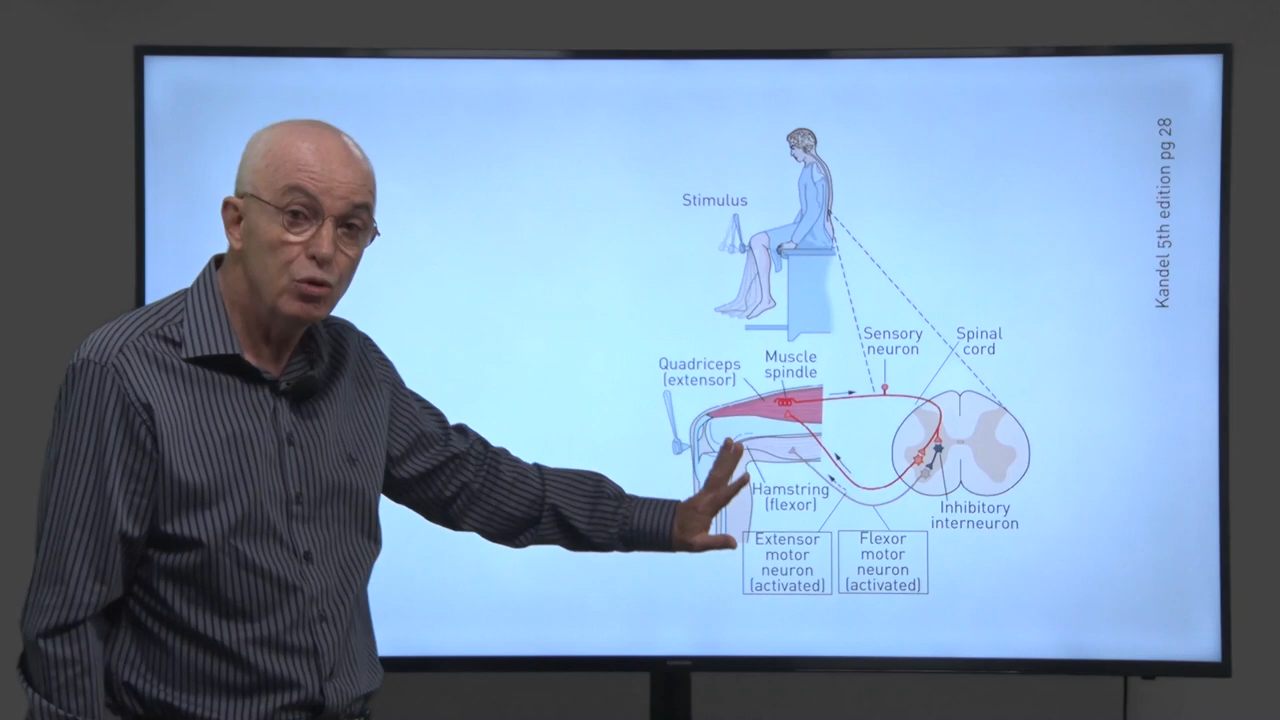 Kandel 5th edition pg 28
Stimulus
Sensory
neuron
Spinal
cord
Quadriceps
(extensor)
Muscle
spindle
Hamstring
(flexor)
Inhibitory
interneuron
Extensor
motor
neuron
(activated)
Flexor
motor
neuron
(activated)